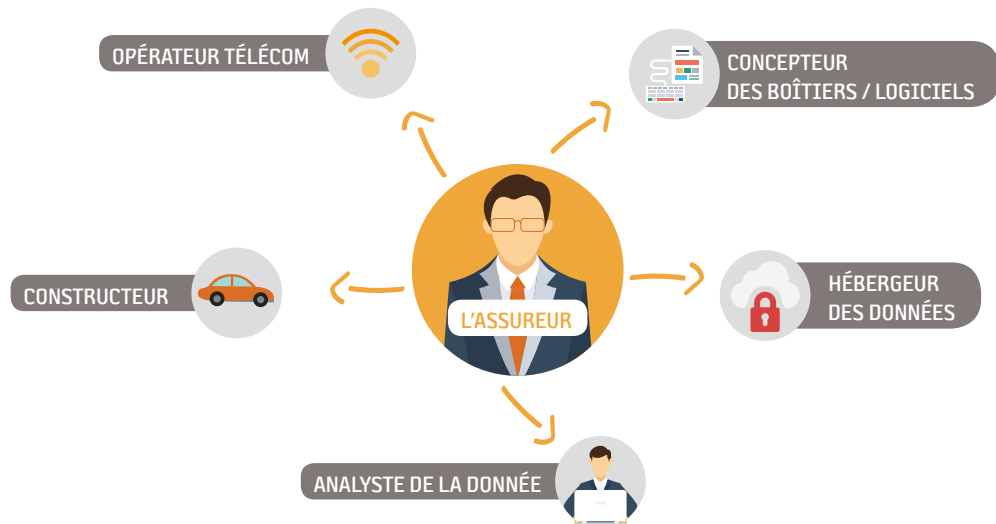 OPÉRATEUR TÉLÉCOM
CONCEPTEUR
DES BOÎTIERS / LOGICIELS
CONSTRUCTEUR
L'ASSUREUR
HÉBERGEUR
DES DONNÉES
ANALYSTE DE LA DONNÉE